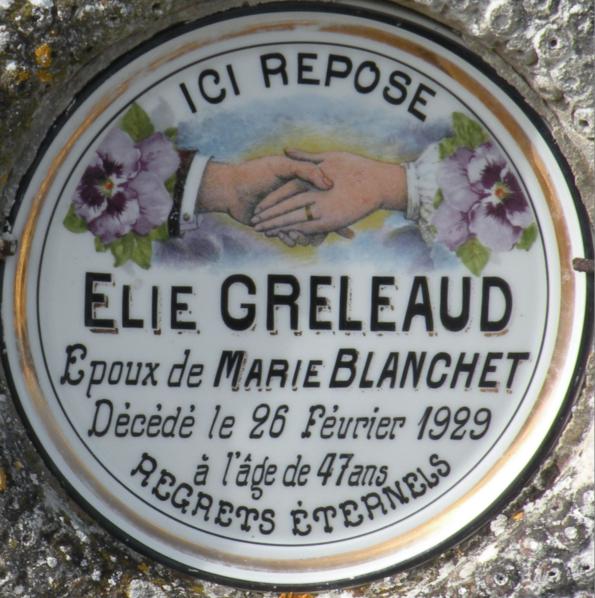 ICI REPOSE
ELIE GRELEAUD
Epoux de MARIE BLANCHET
Décédé le 26 Février 1929
à l'âge de 47ans
REGRETS ÉTERNELS